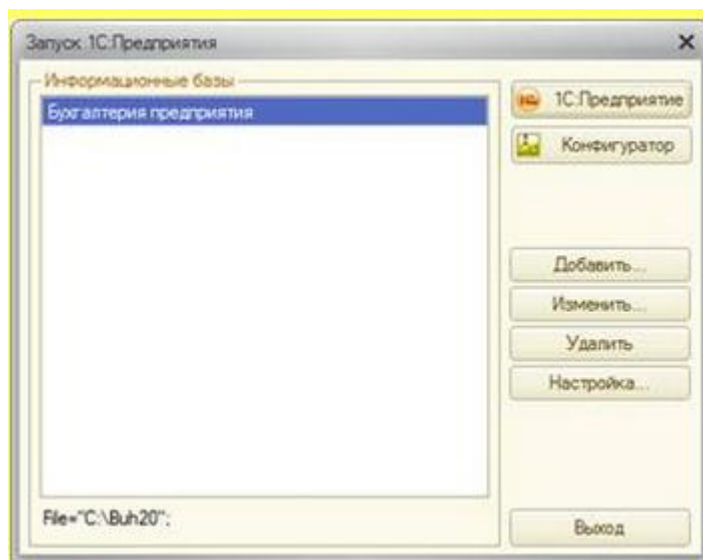 Запуск 1С:Предприятия
Информационные базы
Бухгалтерия предприятия
1С:Предприятие
Конфигуратор
Добавить...
Изменить...
Удалить
Настройка...
File="C:\Buh20";
Выход